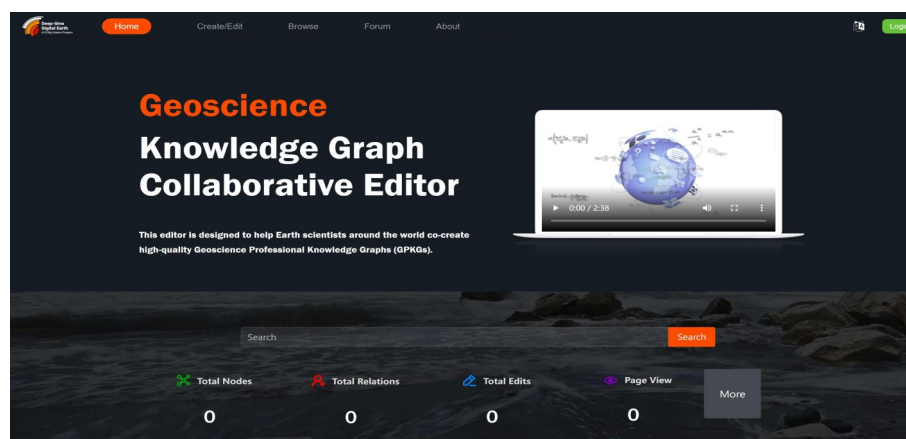 Deep-time
Digital Earth
Home
Create/Edit
Browse
Forum
About
Geoscience
Knowledge Graph
Collaborative Editor
This editor is designed to help Earth scientists around the world co-create
high-quality Geoscience Professional Knowledge Graphs (GPKGs).
0:00 / 2:38
Search
Search
Total Nodes
Total Relations
Total Edits
Page View
More
0
0
0
0